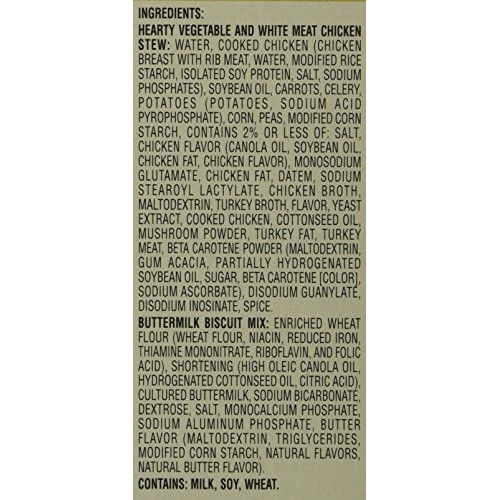 INGREDIENTS:
HEARTY VEGETABLE AND WHITE MEAT CHICKEN
STEW: WATER, COOKED CHICKEN (CHICKEN
BREAST WITH RIB MEAT, WATER, MODIFIED RICE
STARCH, ISOLATED SOY PROTEIN, SALT, SODIUM
PHOSPHATES), SOYBEAN OIL, CARROTS, CELERY,
POTATOES (POTATOES, SODIUM ACID
PYROPHOSPHATE), CORN, PEAS, MODIFIED CORN
STARCH, CONTAINS 2% OR LESS OF: SALT,
CHICKEN FLAVOR (CANOLA OIL, SOYBEAN OIL,
CHICKEN FAT, CHICKEN FLAVOR), MONOSODIUM
GLUTAMATE, CHICKEN FAT, DATEM, SODIUM
STEAROYL LACTYLATE, CHICKEN BROTH,
MALTODEXTRIN, TURKEY BROTH, FLAVOR, YEAST
EXTRACT, COOKED CHICKEN, COTTONSEED OIL,
MUSHROOM POWDER, TURKEY FAT, TURKEY
MEAT, BETA CAROTENE POWDER (MALTODEXTRIN,
GUM ACACIA, PARTIALLY HYDROGENATED
SOYBEAN OIL, SUGAR, BETA CAROTENE [COLOR],
SODIUM ASCORBATE), DISODIUM GUANYLATE,
DISODIUM INOSINATE, SPICE.
BUTTERMILK BISCUIT MIX: ENRICHED WHEAT
FLOUR (WHEAT FLOUR, NIACIN, REDUCED IRON,
THIAMINE MONONITRATE, RIBOFLAVIN, AND FOLIC
ACID), SHORTENING (HIGH OLEIC CANOLA OIL,
HYDROGENATED COTTONSEED OIL, CITRIC ACID),
CULTURED BUTTERMILK, SODIUM BICARBONATE,
DEXTROSE, SALT, MONOCALCIUM PHOSPHATE,
SODIUM ALUMINUM PHOSPHATE, BUTTER
FLAVOR (MALTODEXTRIN, TRIGLYCERIDES,
MODIFIED CORN STARCH, NATURAL FLAVORS,
NATURAL BUTTER FLAVOR).
CONTAINS: MILK, SOY, WHEAT.